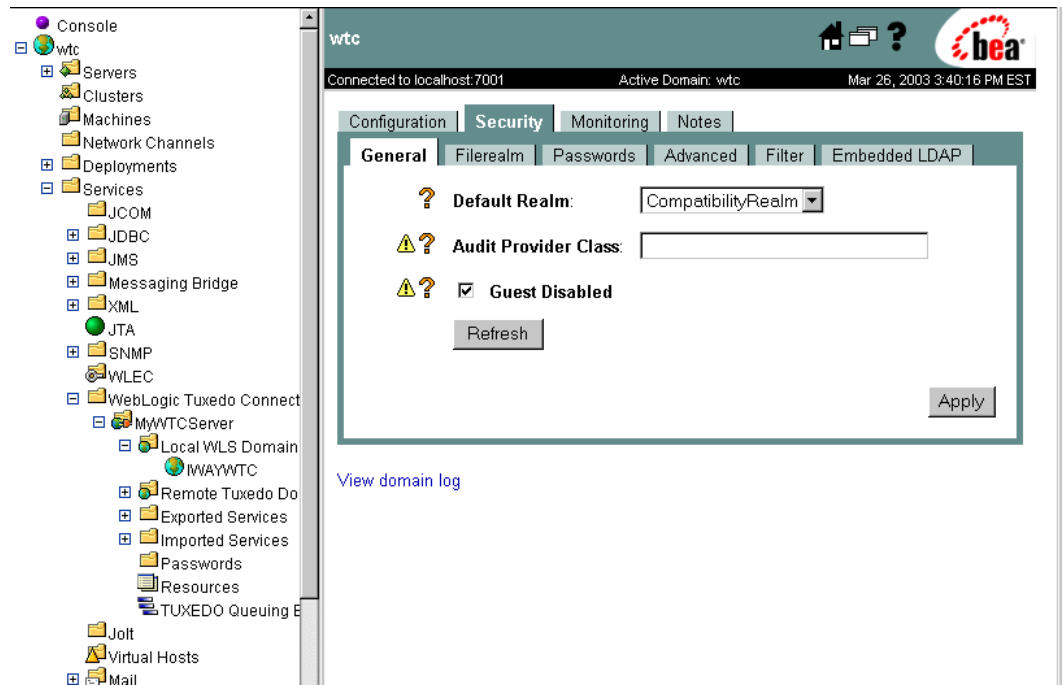 Console
wtc
Servers
Clusters
Machines
Network Channels
Deployments
Services
JCOM
JDBC
JMS
Messaging Bridge
XML
JTA
SNMP
WLEC
WebLogic Tuxedo Connect
MyWTCServer
Local WLS Domain
IWAYWTC
Remote Tuxedo Do
Exported Services
Imported Services
Passwords
Resources
TUXEDO Queuing E
Jolt
Virtual Hosts
Mail
wtc
? bea
Connected to localhost:7001 Active Domain: wtc Mar 26, 2003 3:40:16 PM EST
Configuration Security Monitoring Notes
General Filerealm Passwords Advanced Filter Embedded LDAP
? Default Realm: CompatibilityRealm
? Audit Provider Class:
? Guest Disabled
Refresh
Apply
View domain log